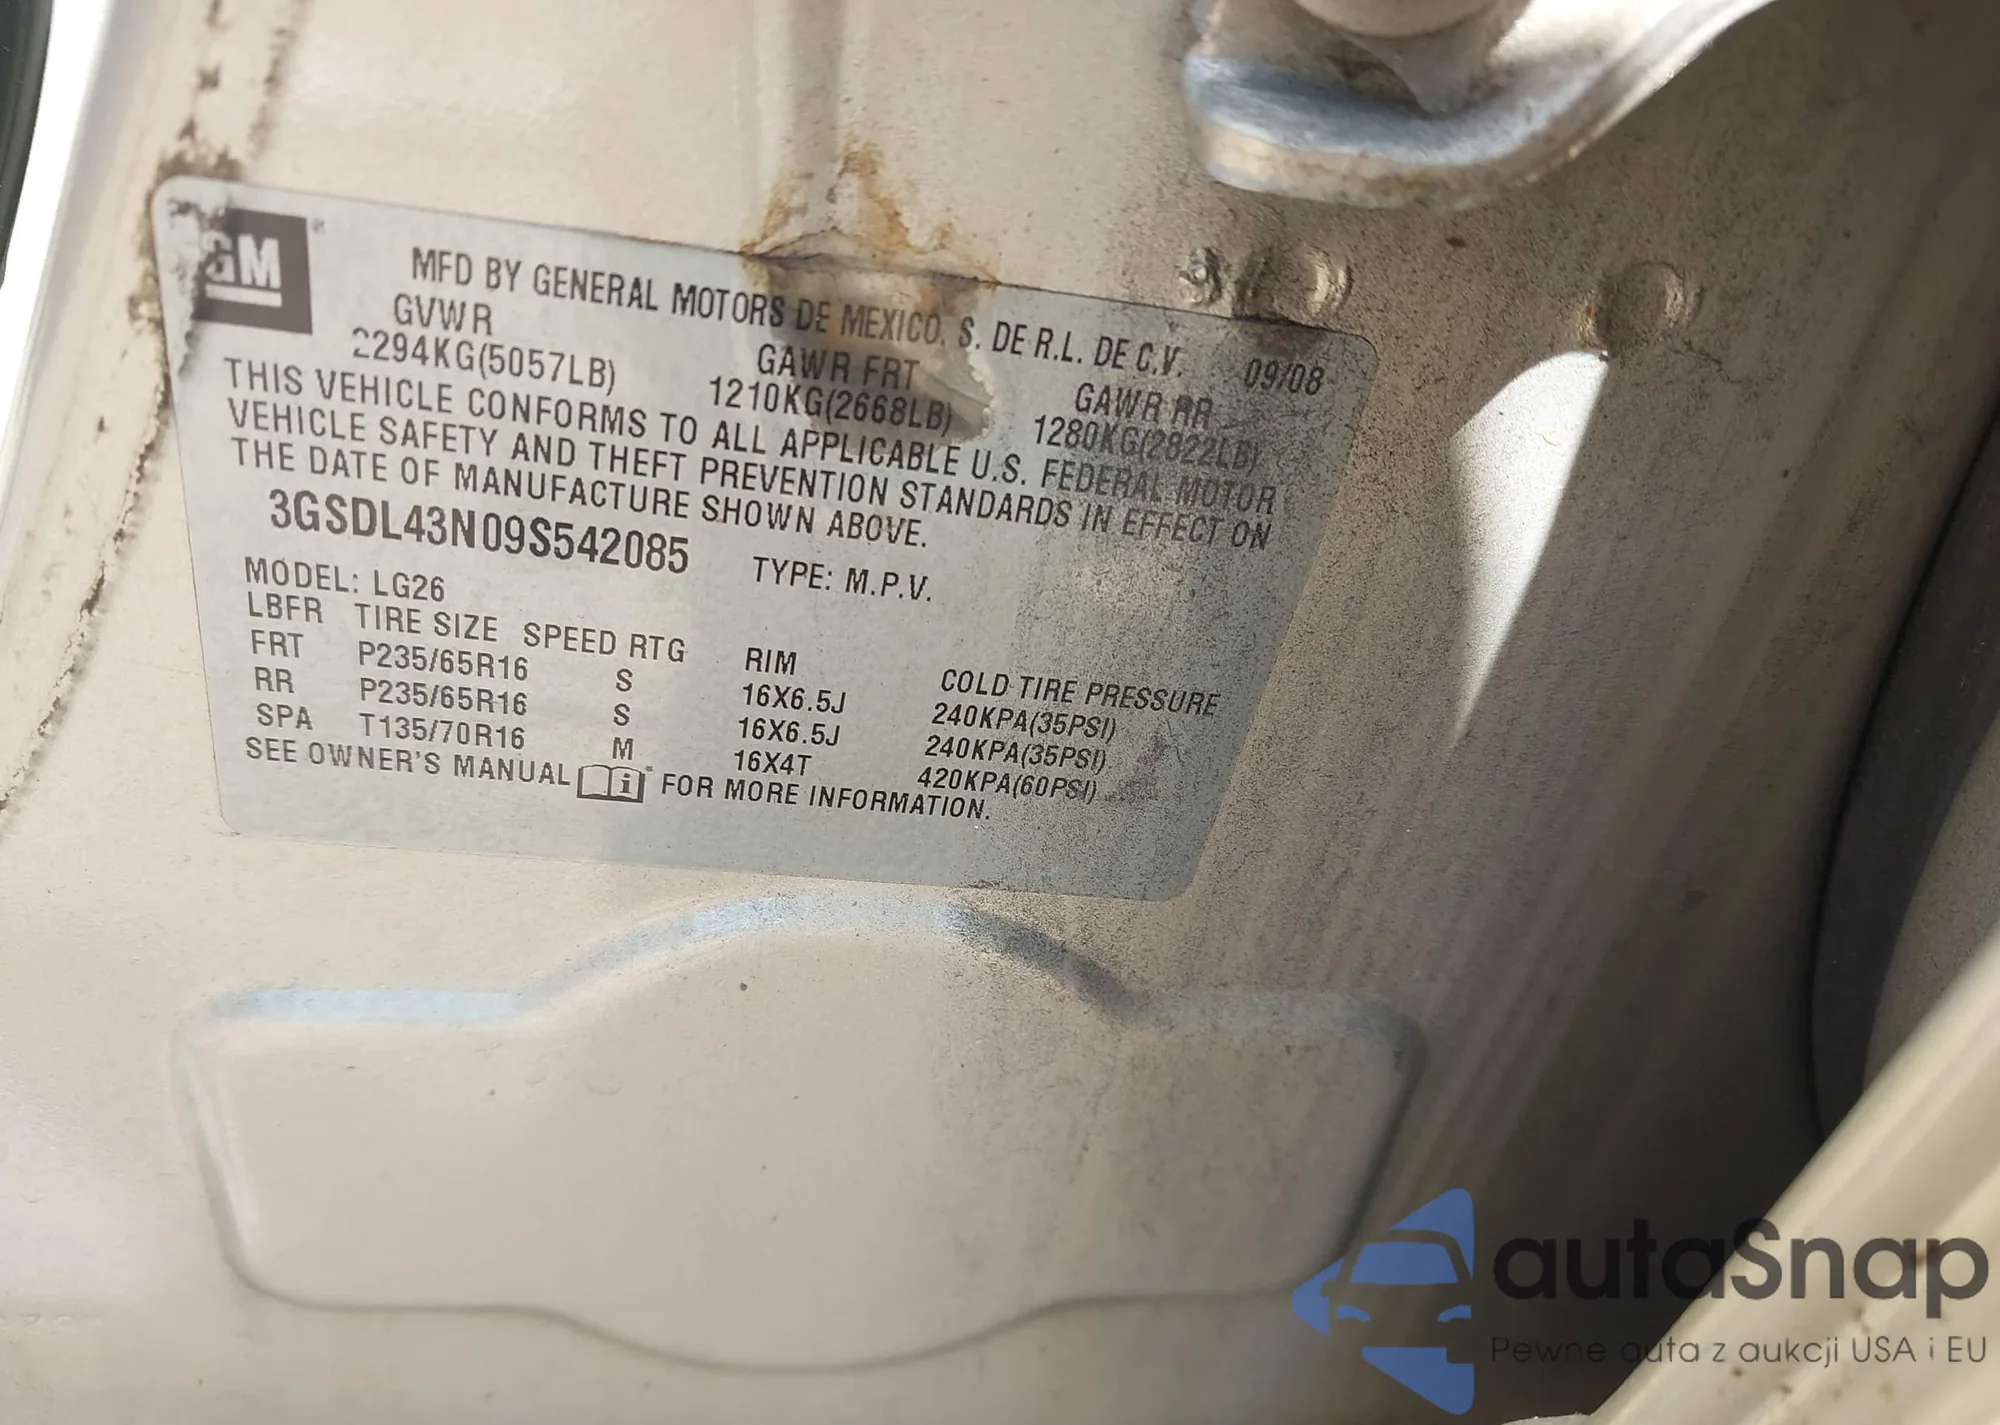 GM
MFD BY GENERAL MOTORS DE MEXICO, S. DE R.L. DE C.V. 09/08
GVWR GAWR FRT GAWR RR
2294KG(5057LB) 1210KG(2668LB) 1280KG(2822LB)
THIS VEHICLE CONFORMS TO ALL APPLICABLE U.S. FEDERAL MOTOR
VEHICLE SAFETY AND THEFT PREVENTION STANDARDS IN EFFECT ON
THE DATE OF MANUFACTURE SHOWN ABOVE.
3GSDL43N09S542085 TYPE: M.P.V.
MODEL: LG26
LBFR TIRE SIZE SPEED RTG RIM COLD TIRE PRESSURE
FRT P235/65R16 S 16X6.5J 240KPA(35PSI)
RR P235/65R16 S 16X6.5J 240KPA(35PSI)
SPA T135/70R16 M 16X4T 420KPA(60PSI)
SEE OWNER'S MANUAL FOR MORE INFORMATION.
autaSnap
Pewne auta z aukcji USA i EU